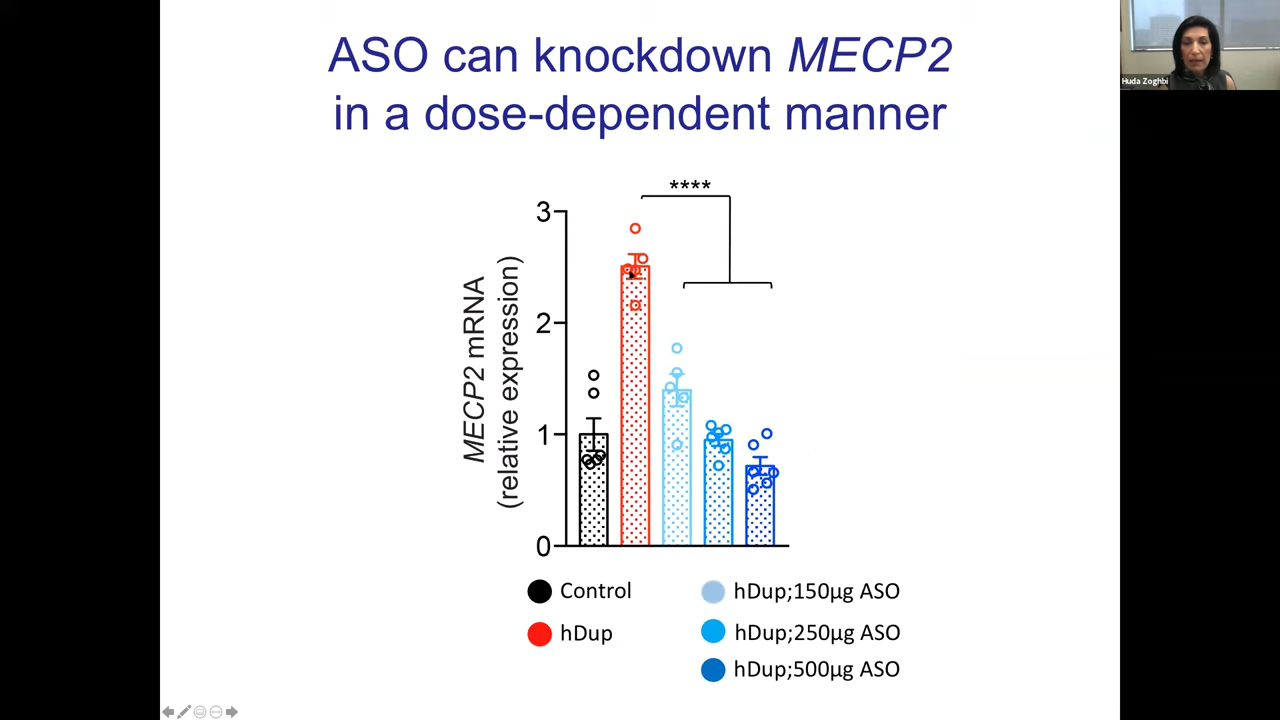 ASO can knockdown MECP2
in a dose-dependent manner
Huda Zoghbi
****
3
2
1
0
MECP2 mRNA
(relative expression)
Control
hDup
hDup;150µg ASO
hDup;250µg ASO
hDup;500µg ASO